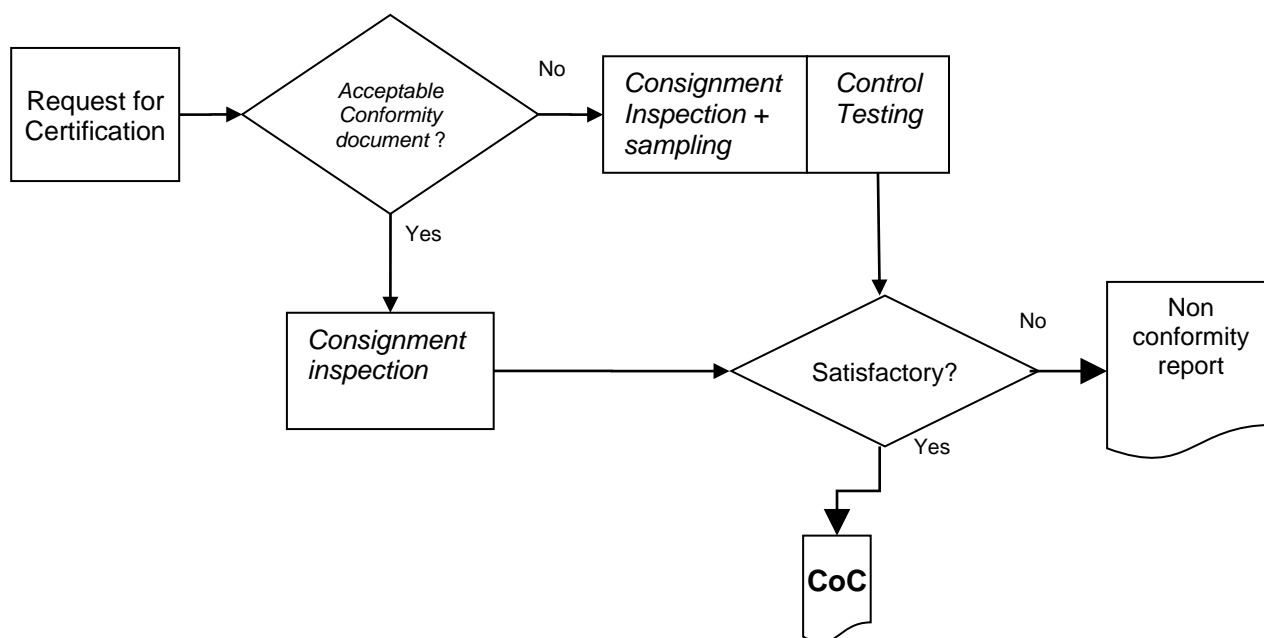 Request for
Certification
Acceptable
Conformity
document ?
No
Consignment
Inspection +
sampling
Control
Testing
Yes
Consignment
inspection
Satisfactory?
No
Non
conformity
report
Yes
CoC